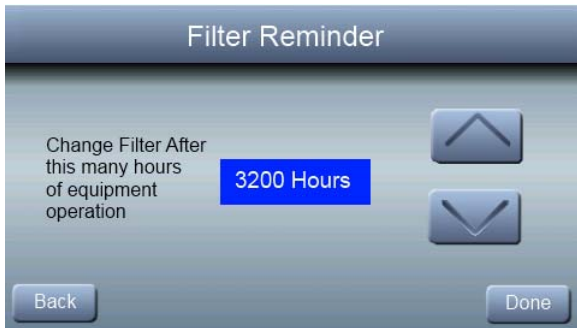 Filter Reminder
Change Filter After
this many hours
of equipment
operation
3200 Hours
Back
Done